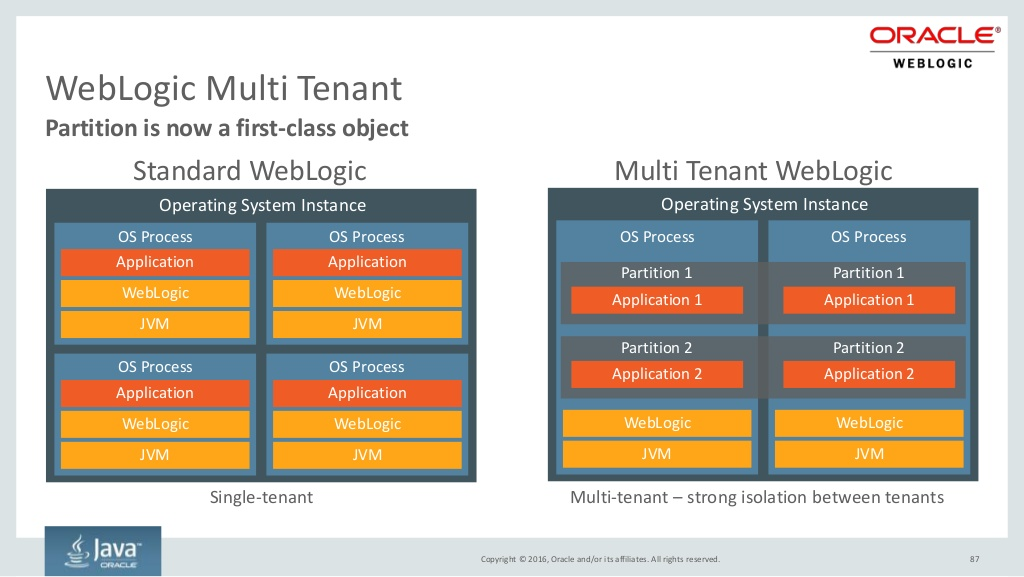 ORACLE®
WEBLOGIC
WebLogic Multi Tenant
Partition is now a first-class object
Standard WebLogic
Operating System Instance
OS Process
Application
WebLogic
JVM
OS Process
Application
WebLogic
JVM
OS Process
Application
WebLogic
JVM
OS Process
Application
WebLogic
JVM
Single-tenant
Multi Tenant WebLogic
Operating System Instance
OS Process
OS Process
Partition 1
Partition 1
Application 1
Application 1
Partition 2
Partition 2
Application 2
Application 2
WebLogic
WebLogic
JVM
JVM
Multi-tenant – strong isolation between tenants
Java™
ORACLE
Copyright © 2016, Oracle and/or its affiliates. All rights reserved.
87